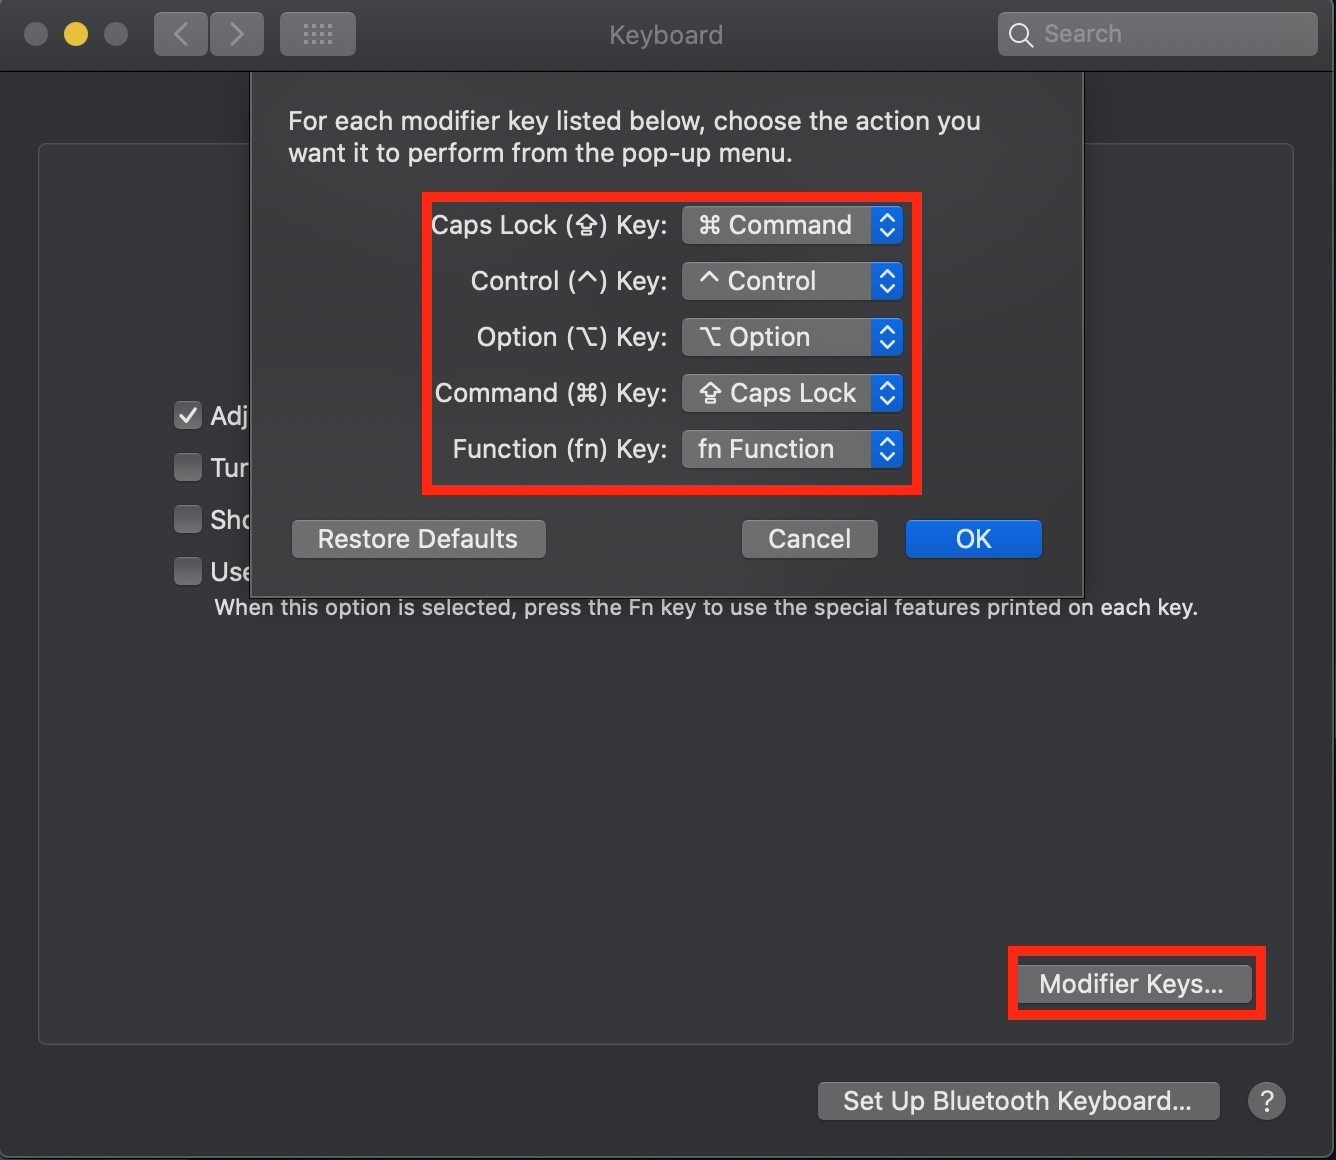 Keyboard
Search
For each modifier key listed below, choose the action you
want it to perform from the pop-up menu.
Caps Lock (⇪) Key: ⌘ Command
Control (^) Key: ^ Control
Option (⌥) Key: ⌥ Option
Command (⌘) Key: ⇪ Caps Lock
Function (fn) Key: fn Function
Restore Defaults Cancel OK
Adj
Tur
Sho
Use
When this option is selected, press the Fn key to use the special features printed on each key.
Modifier Keys...
Set Up Bluetooth Keyboard... ?